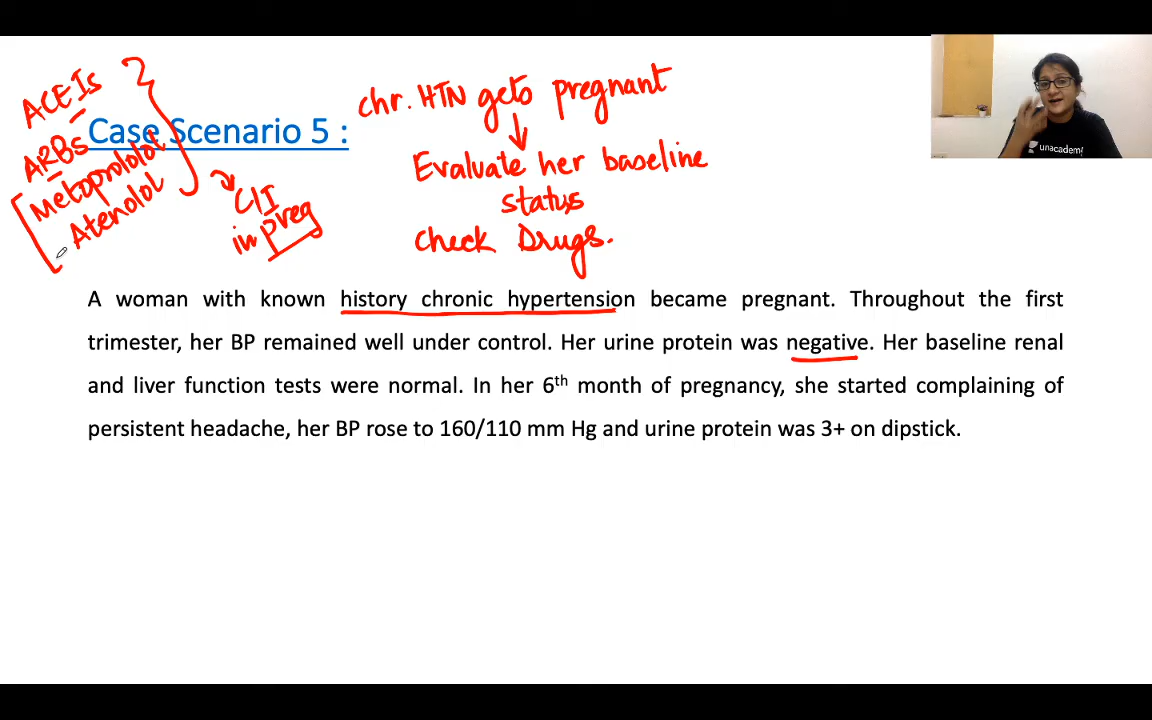 ACEIs
ARBs
Metoprolol
Atenolol
C/I
in preg
chr. HTN gets pregnant
Evaluate her baseline
status
Check Drugs.
Case Scenario 5 :
unacademy
A woman with known history chronic hypertension became pregnant. Throughout the first
trimester, her BP remained well under control. Her urine protein was negative. Her baseline renal
and liver function tests were normal. In her 6th month of pregnancy, she started complaining of
persistent headache, her BP rose to 160/110 mm Hg and urine protein was 3+ on dipstick.